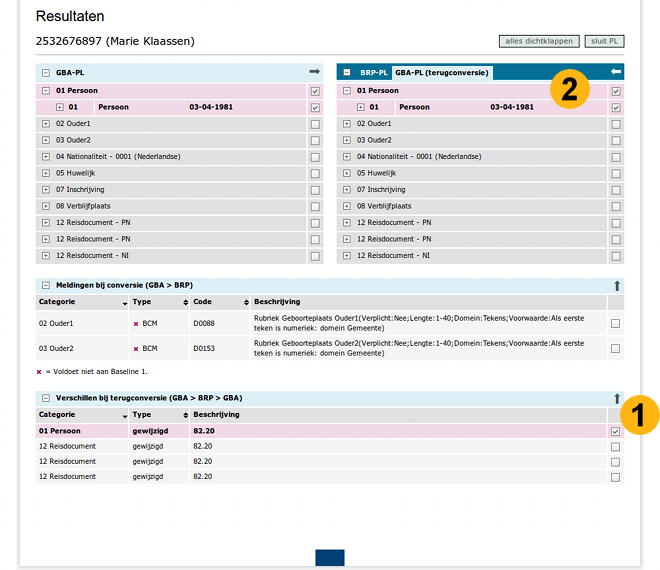 Resultaten
2532676897 (Marie Klaassen)
alles dichtklappen
sluit PL
GBA-PL
01 Persoon
01 Persoon 03-04-1981
02 Ouder1
03 Ouder2
04 Nationaliteit - 0001 (Nederlandse)
05 Huwelijk
07 Inschrijving
08 Verblijfplaats
12 Reisdocument - PN
12 Reisdocument - PN
12 Reisdocument - NI
BRP-PL GBA-PL (terugconversie)
2
01 Persoon
01 Persoon 03-04-1981
02 Ouder1
03 Ouder2
04 Nationaliteit - 0001 (Nederlandse)
05 Huwelijk
07 Inschrijving
08 Verblijfplaats
12 Reisdocument - PN
12 Reisdocument - PN
12 Reisdocument - NI
Meldingen bij conversie (GBA > BRP)
Categorie Type Code Beschrijving
02 Ouder1 × BCM D0088 Rubriek Geboorteplaats Ouder1(Verplicht:Nee;Lengte:1-40;Domein:Tekens;Voorwaarde:Als eerste
teken is numeriek: domein Gemeente)
03 Ouder2 × BCM D0153 Rubriek Geboorteplaats Ouder2(Verplicht:Nee;Lengte:1-40;Domein:Tekens;Voorwaarde:Als eerste
teken is numeriek: domein Gemeente)
× = Voldoet niet aan Baseline 1.
Verschillen bij terugconversie (GBA > BRP > GBA)
1
Categorie Type Beschrijving
01 Persoon gewijzigd 82.20
12 Reisdocument gewijzigd 82.20
12 Reisdocument gewijzigd 82.20
12 Reisdocument gewijzigd 82.20